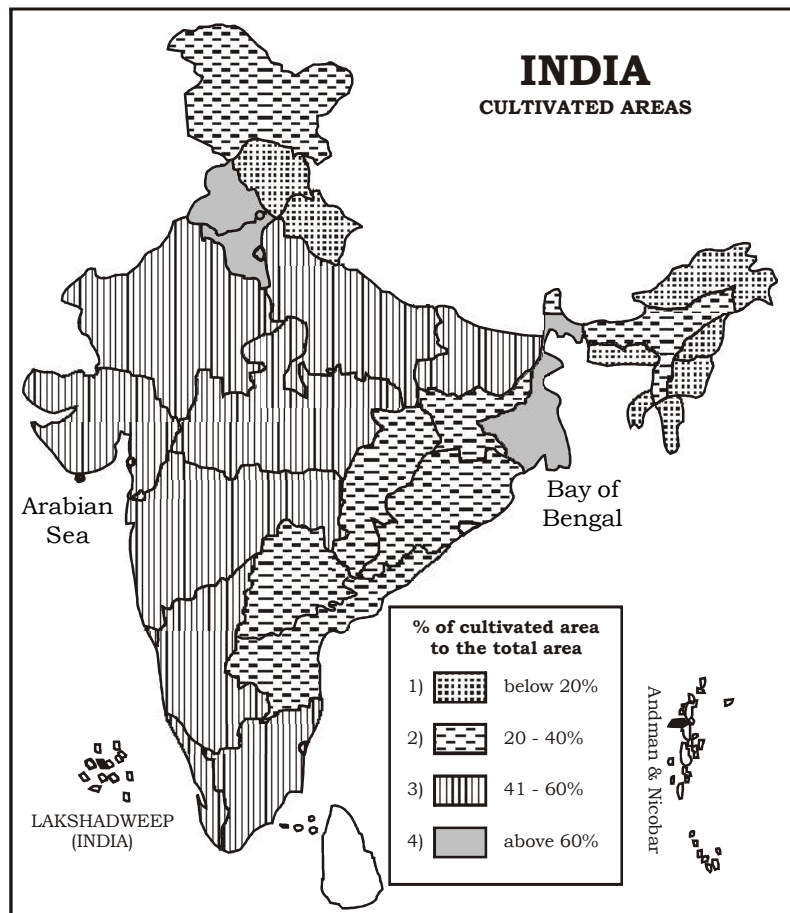 INDIA
CULTIVATED AREAS
Arabian
Sea
Bay of
Bengal
% of cultivated area
to the total area
1) below 20%
2) 20 - 40%
3) 41 - 60%
4) above 60%
LAKSHADWEEP
(INDIA)
Andman & Nicobar